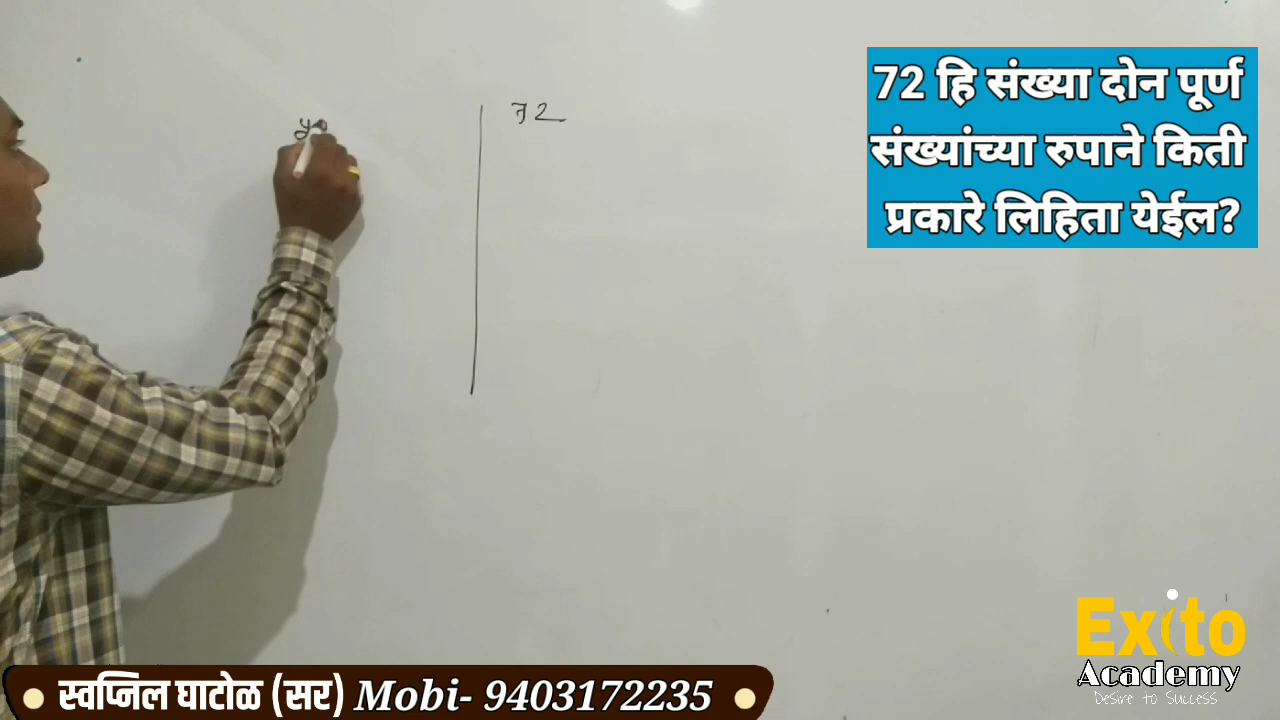 72
72 हि संख्या दोन पूर्ण
संख्यांच्या रुपाने किती
प्रकारे लिहिता येईल?
Exito
Academy
Desire to Success
स्वप्निल घाटोळ (सर) Mobi- 9403172235